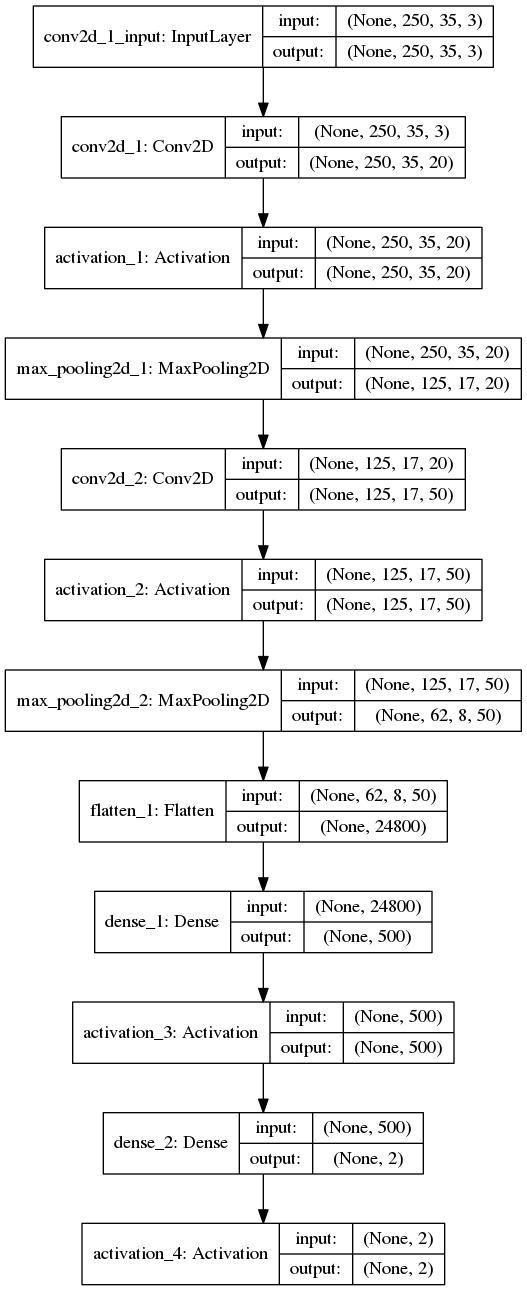 conv2d_1_input: InputLayer
input: (None, 250, 35, 3)
output: (None, 250, 35, 3)
conv2d_1: Conv2D
input: (None, 250, 35, 3)
output: (None, 250, 35, 20)
activation_1: Activation
input: (None, 250, 35, 20)
output: (None, 250, 35, 20)
max_pooling2d_1: MaxPooling2D
input: (None, 250, 35, 20)
output: (None, 125, 17, 20)
conv2d_2: Conv2D
input: (None, 125, 17, 20)
output: (None, 125, 17, 50)
activation_2: Activation
input: (None, 125, 17, 50)
output: (None, 125, 17, 50)
max_pooling2d_2: MaxPooling2D
input: (None, 125, 17, 50)
output: (None, 62, 8, 50)
flatten_1: Flatten
input: (None, 62, 8, 50)
output: (None, 24800)
dense_1: Dense
input: (None, 24800)
output: (None, 500)
activation_3: Activation
input: (None, 500)
output: (None, 500)
dense_2: Dense
input: (None, 500)
output: (None, 2)
activation_4: Activation
input: (None, 2)
output: (None, 2)